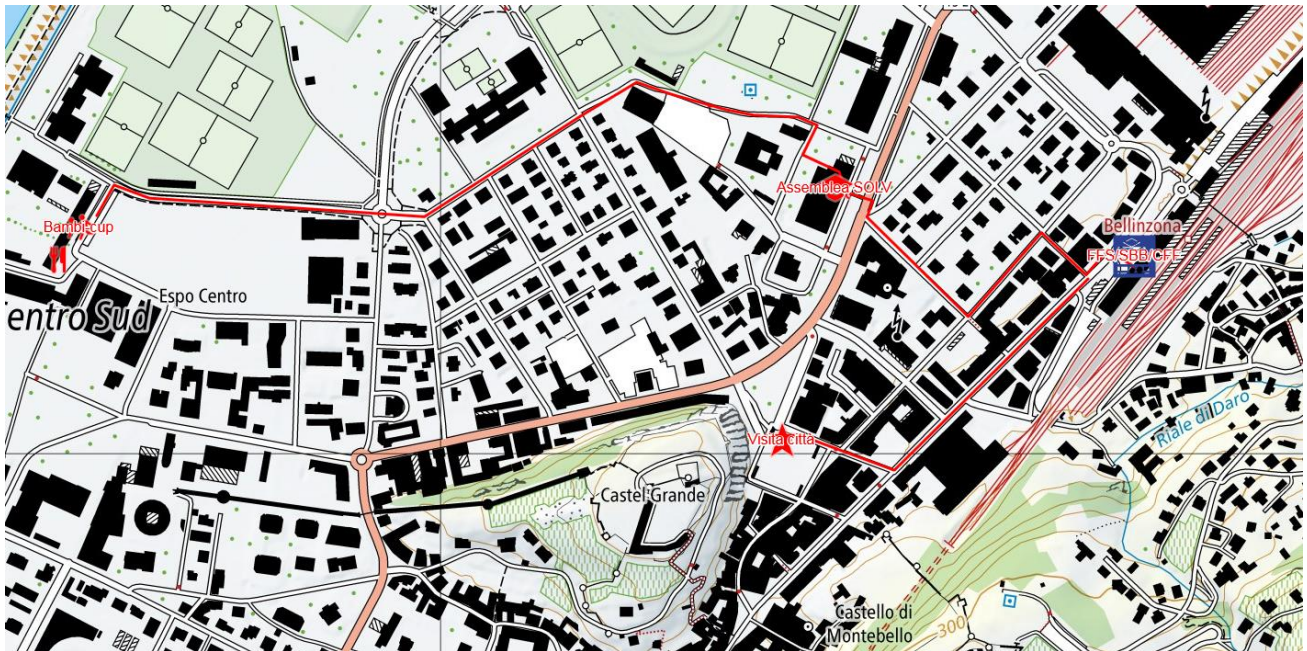 Assemblea SOLV
Bambi cup
Bellinzona
FFS/SBB/CFF
Espo Centro
entro Sud
Riale di Daro
Visita città
Castel Grande
Castello di
Montebello
300